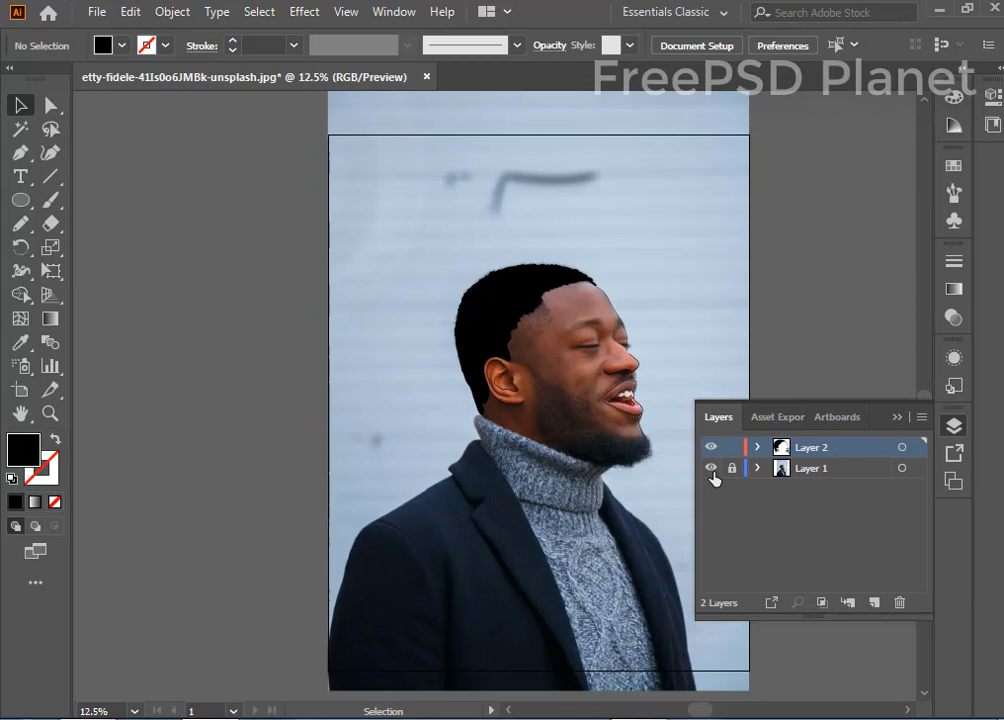 Ai File Edit Object Type Select Effect View Window Help Essentials Classic Search Adobe Stock
No Selection Stroke: Opacity Style: Document Setup Preferences
etty-fidele-41Is0o6JMBk-unsplash.jpg* @ 12.5% (RGB/Preview) ×
FreePSD Planet
Layers Asset Expor Artboards
Layer 2
Layer 1
2 Layers
12.5% 1 Selection